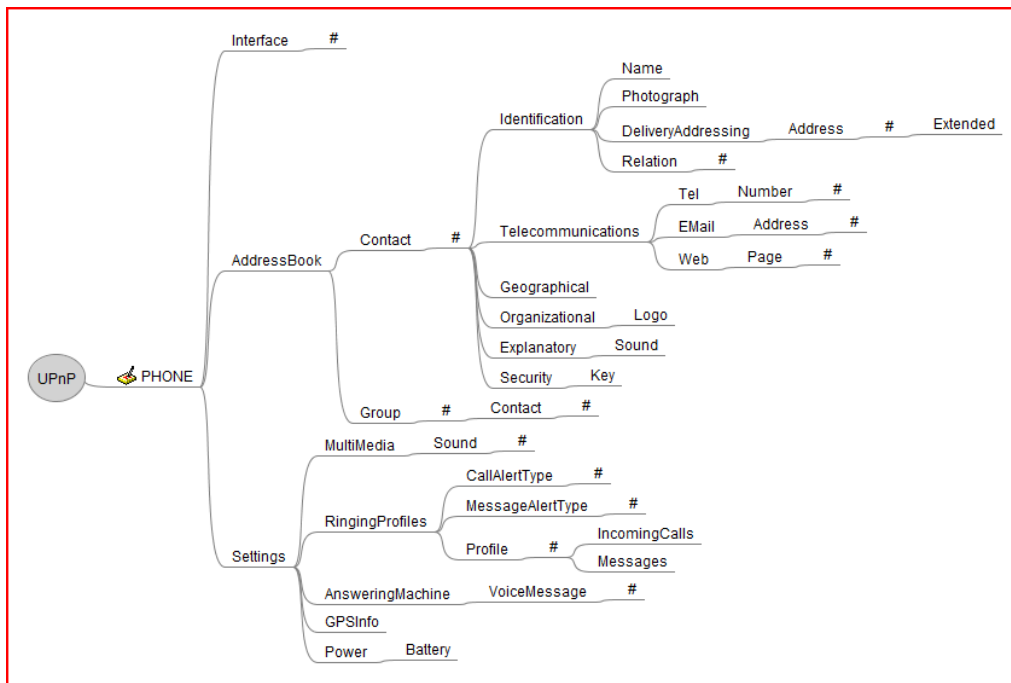 Interface #
Name
Photograph
Identification
DeliveryAddressing Address # Extended
Relation #
Tel Number #
Contact # Telecommunications EMail Address #
AddressBook
Web Page #
Geographical
Organizational Logo
Explanatory Sound
UPnP PHONE
Security Key
Group # Contact #
MultiMedia Sound #
CallAlertType #
MessageAlertType #
RingingProfiles
IncomingCalls
Profile #
Settings
Messages
AnsweringMachine VoiceMessage #
GPSInfo
Power Battery